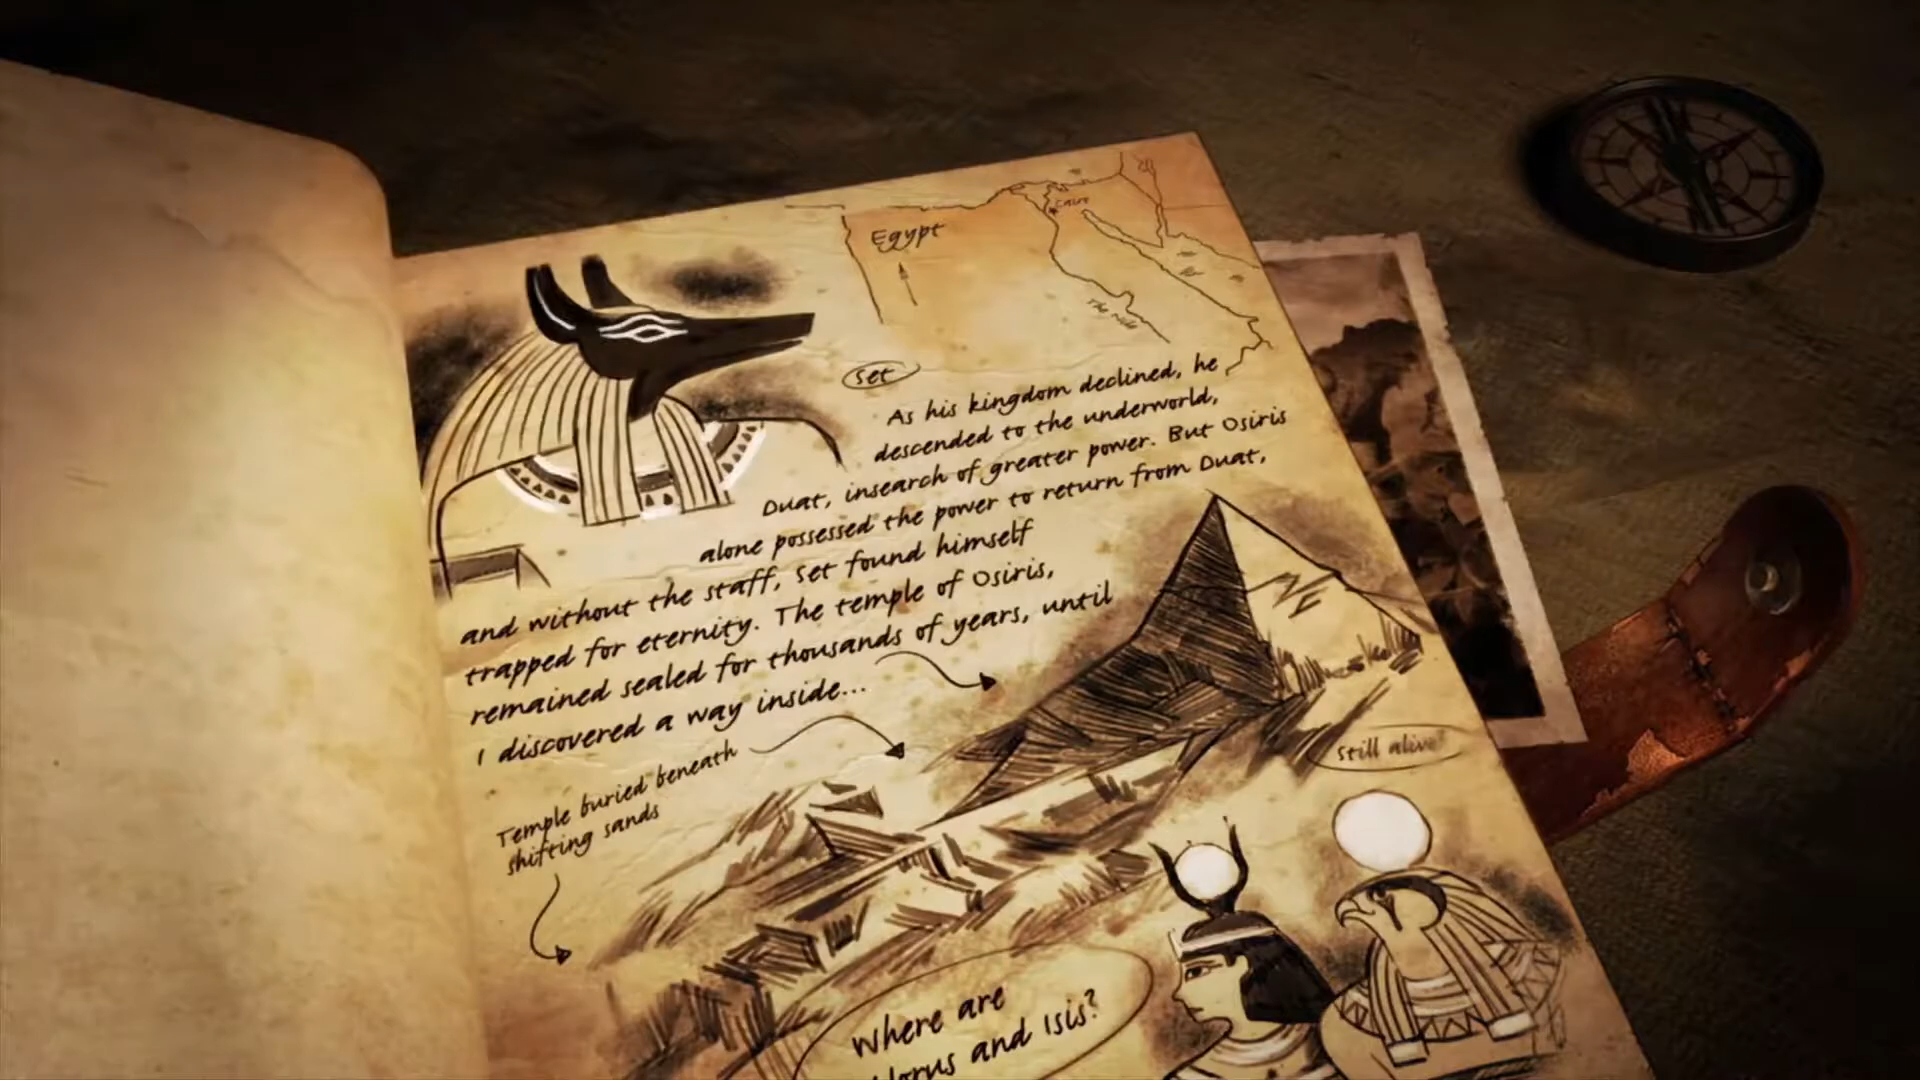 Egypt
Cairo
The Nile
Set
As his kingdom declined, he
descended to the underworld,
Duat, insearch of greater power. But Osiris
alone possessed the power to return from Duat,
and without the staff, Set found himself
trapped for eternity. The temple of Osiris,
remained sealed for thousands of years, until
I discovered a way inside...
Temple buried beneath
shifting sands
Still alive?
Where are
Horus and Isis?